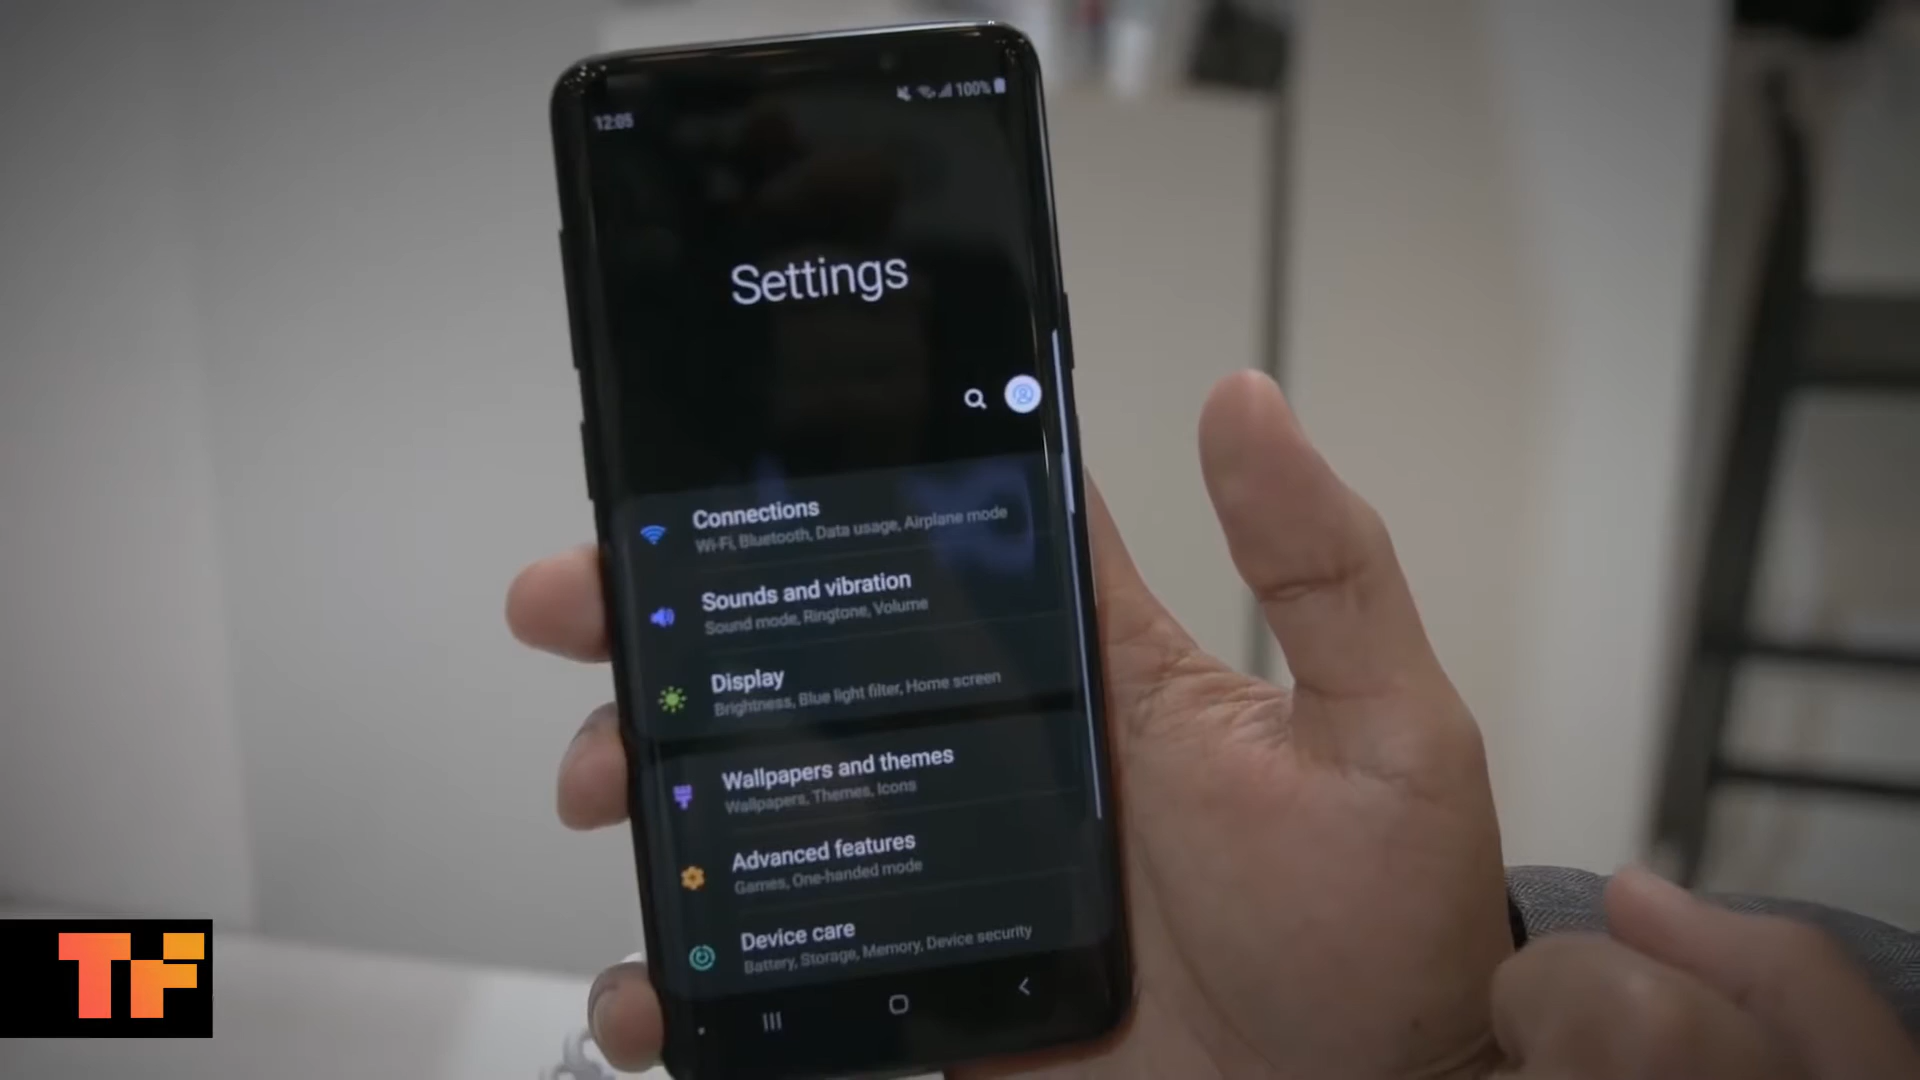 12:05
100%
Settings
Connections
Wi-Fi, Bluetooth, Data usage, Airplane mode
Sounds and vibration
Sound mode, Ringtone, Volume
Display
Brightness, Blue light filter, Home screen
Wallpapers and themes
Wallpapers, Themes, Icons
Advanced features
Games, One-handed mode
Device care
Battery, Storage, Memory, Device security
TF